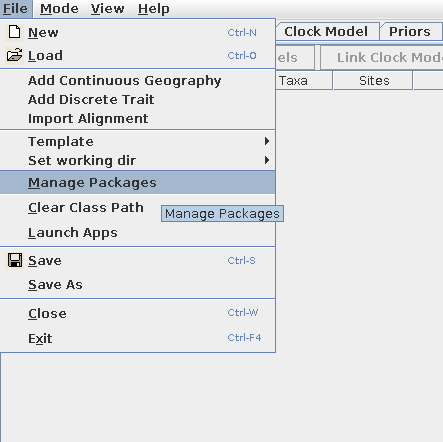 File Mode View Help
New Ctrl-N
Clock Model Priors
Load Ctrl-O
els Link Clock Mode
Add Continuous Geography
Taxa Sites
Add Discrete Trait
Import Alignment
Template
Set working dir
Manage Packages
Clear Class Path
Manage Packages
Launch Apps
Save Ctrl-S
Save As
Close Ctrl-W
Exit Ctrl-F4